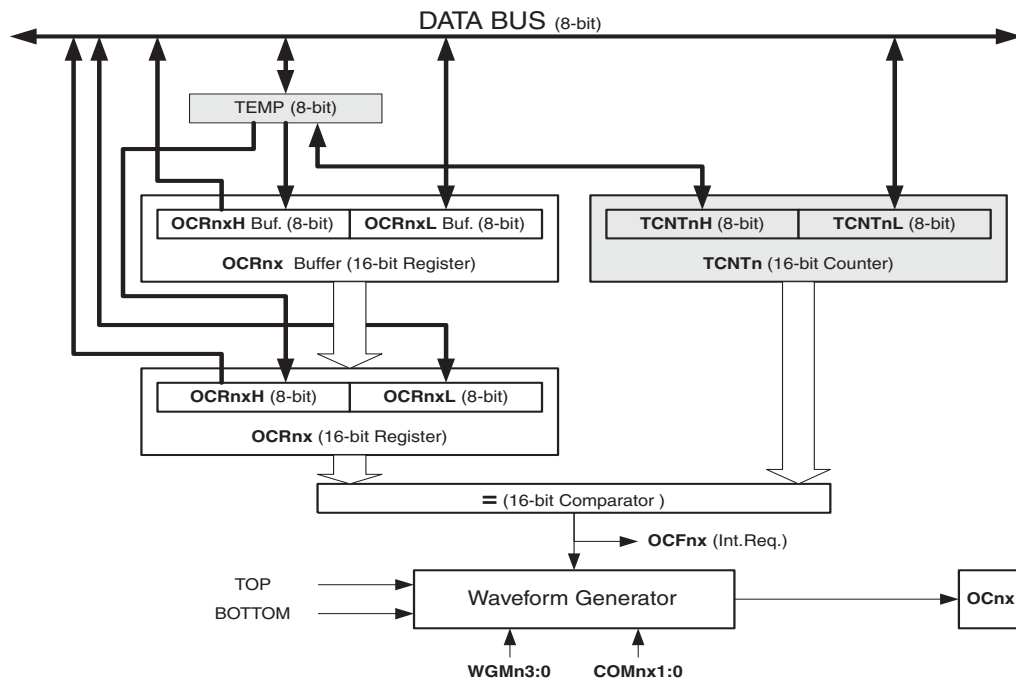 DATA BUS (8-bit)
TEMP (8-bit)
OCRnxH Buf. (8-bit) OCRnxL Buf. (8-bit)
OCRnx Buffer (16-bit Register)
TCNTnH (8-bit) TCNTnL (8-bit)
TCNTn (16-bit Counter)
OCRnxH (8-bit) OCRnxL (8-bit)
OCRnx (16-bit Register)
= (16-bit Comparator )
OCFnx (Int.Req.)
TOP
BOTTOM
Waveform Generator
OCnx
WGMn3:0 COMnx1:0